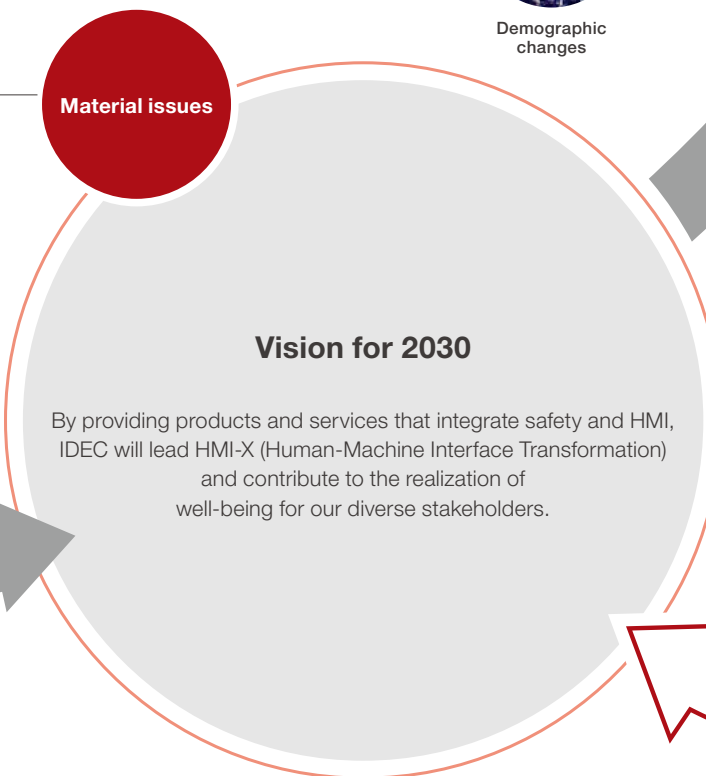 Demographic
changes
Material issues
Vision for 2030
By providing products and services that integrate safety and HMI,
IDEC will lead HMI-X (Human-Machine Interface Transformation)
and contribute to the realization of
well-being for our diverse stakeholders.